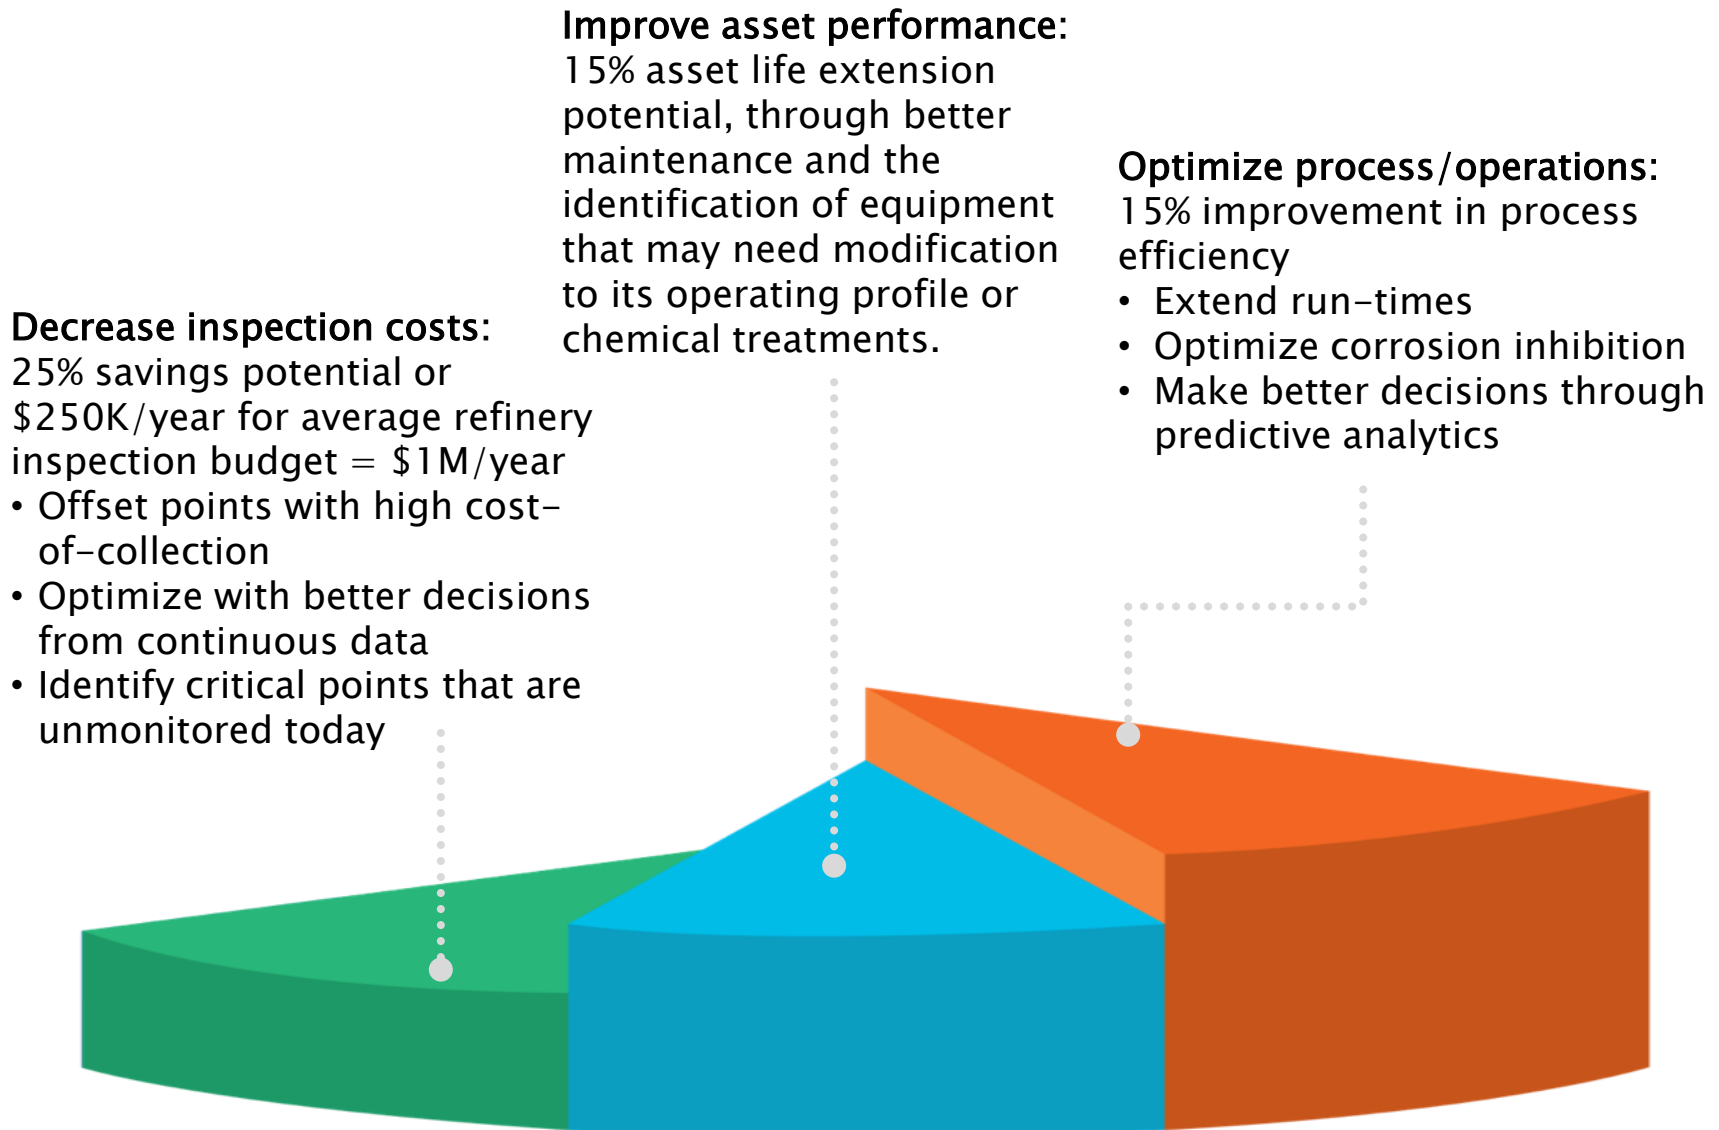 Improve asset performance:
15% asset life extension
potential, through better
maintenance and the
identification of equipment
that may need modification
to its operating profile or
chemical treatments.
Optimize process/operations:
15% improvement in process
efficiency
• Extend run-times
• Optimize corrosion inhibition
• Make better decisions through
predictive analytics
Decrease inspection costs:
25% savings potential or
$250K/year for average refinery
inspection budget = $1M/year
• Offset points with high cost-
of-collection
• Optimize with better decisions
from continuous data
• Identify critical points that are
unmonitored today